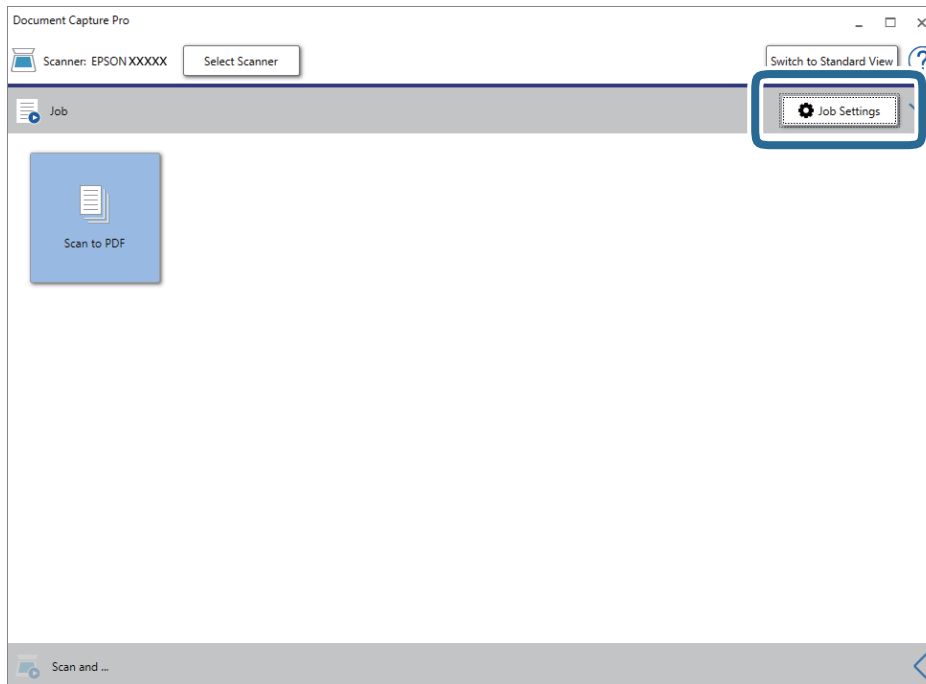 Document Capture Pro
Scanner: EPSON XXXXX
Select Scanner
Switch to Standard View
?
Job
Job Settings
Scan to PDF
Scan and ...